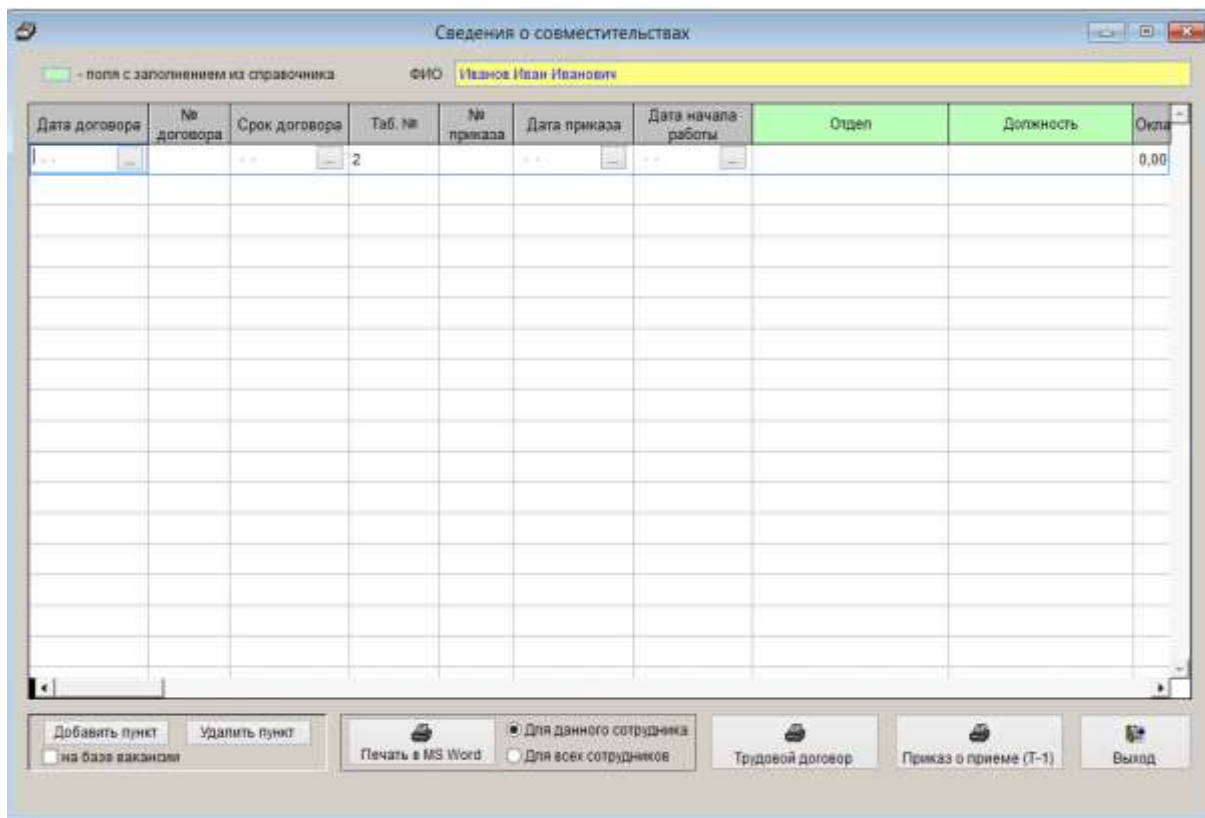 Сведения о совместительствах
- поля с заполнением из справочника ФИО Иванов Иван Иванович
Дата договора № договора Срок договора Таб. № № приказа Дата приказа Дата начала работы Отдел Должность Окла
- - ... - - ... 2 - - ... - - ... 0,00
Добавить пункт Удалить пункт
на базе вакансии
Печать в MS Word
Для данного сотрудника
Для всех сотрудников
Трудовой договор
Приказ о приеме (Т-1)
Выход